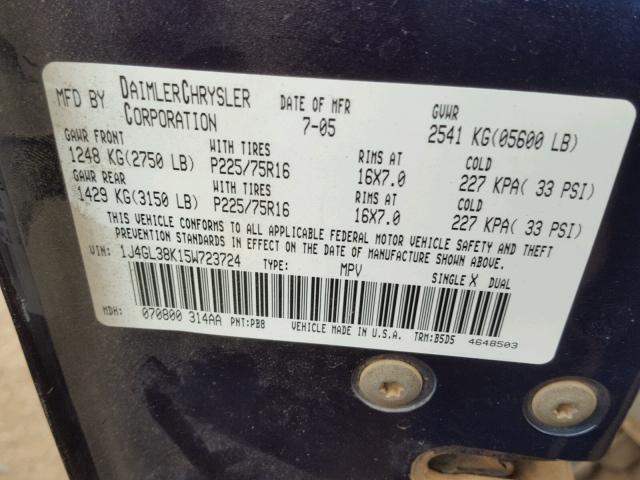 MFD BY DAIMLERCHRYSLER CORPORATION DATE OF MFR 7-05 GVWR 2541 KG(05600 LB)
GAWR FRONT WITH TIRES RIMS AT COLD
1248 KG(2750 LB) P225/75R16 16X7.0 227 KPA( 33 PSI)
GAWR REAR WITH TIRES RIMS AT COLD
1429 KG(3150 LB) P225/75R16 16X7.0 227 KPA( 33 PSI)
THIS VEHICLE CONFORMS TO ALL APPLICABLE FEDERAL MOTOR VEHICLE SAFETY AND THEFT
PREVENTION STANDARDS IN EFFECT ON THE DATE OF MANUFACTURE SHOWN ABOVE.
VIN: 1J4GL38K15W723724 TYPE: MPV SINGLE X DUAL
MDH: 070800 314AA PNT:PB8 VEHICLE MADE IN U.S.A. TRM:B5D5 4648503